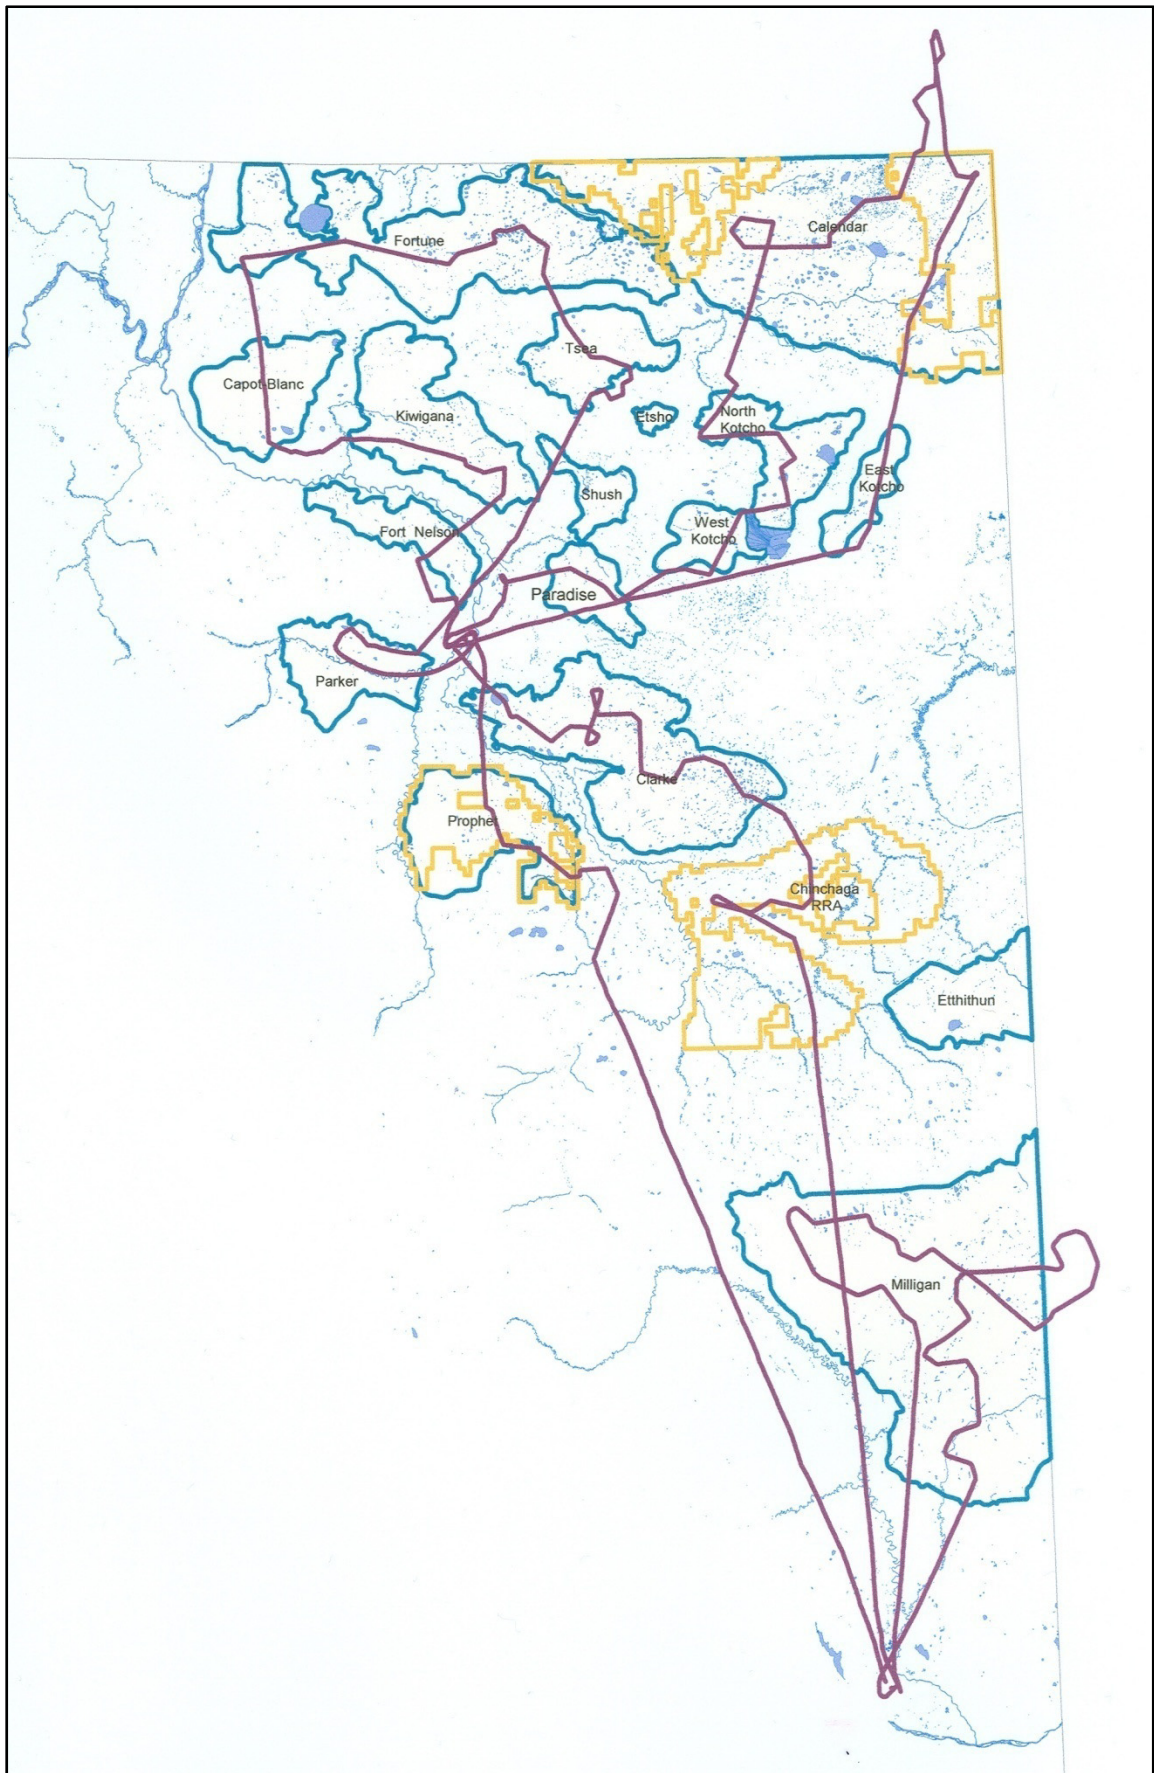 Calendar
Fortune
Tsea
Capot-Blanc
Kiwigana
Etsho
North
Kotcho
East
Kotcho
Shush
West
Kotcho
Fort Nelson
Paradise
Parker
Clarke
Prophet
Chinchaga
RRA
Etthithun
Milligan